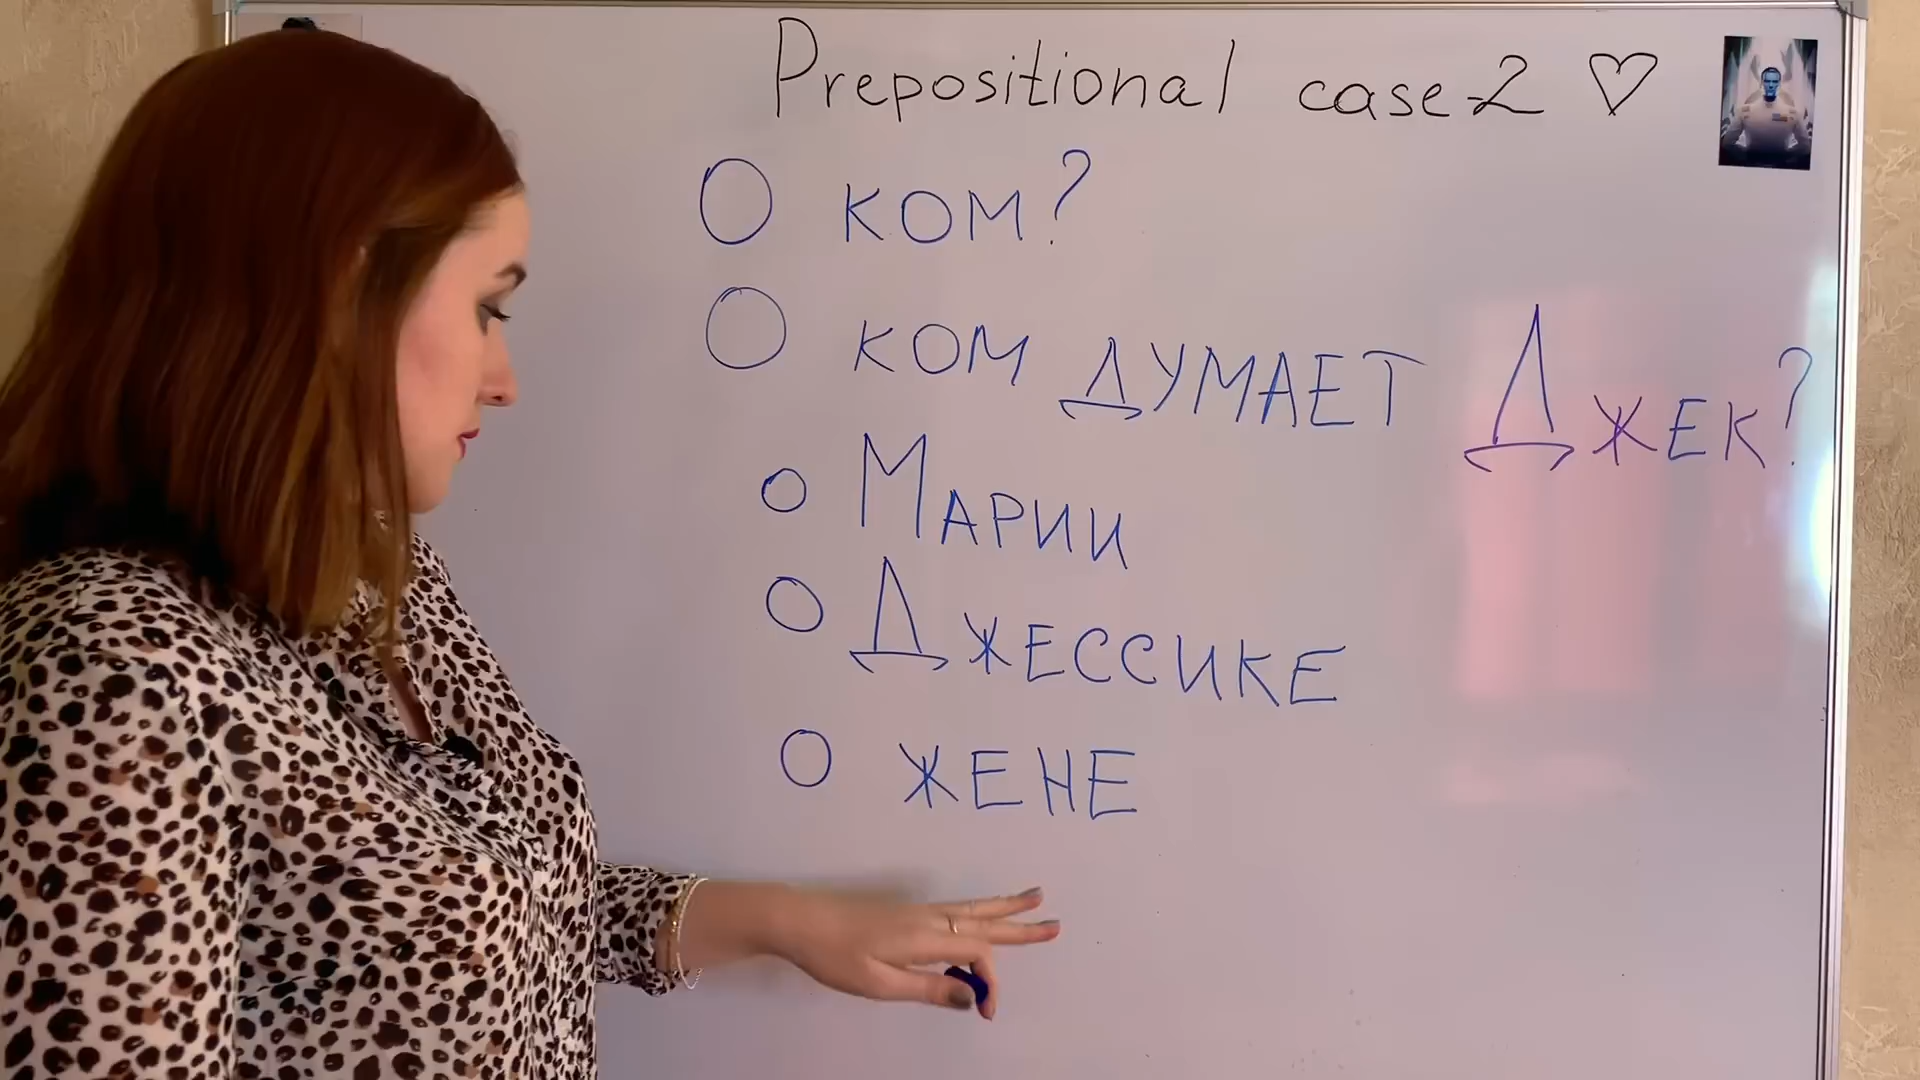 Prepositional case-2 ♡
О ком?
О ком думает Джек?
о Марии
о Джессике
о жене